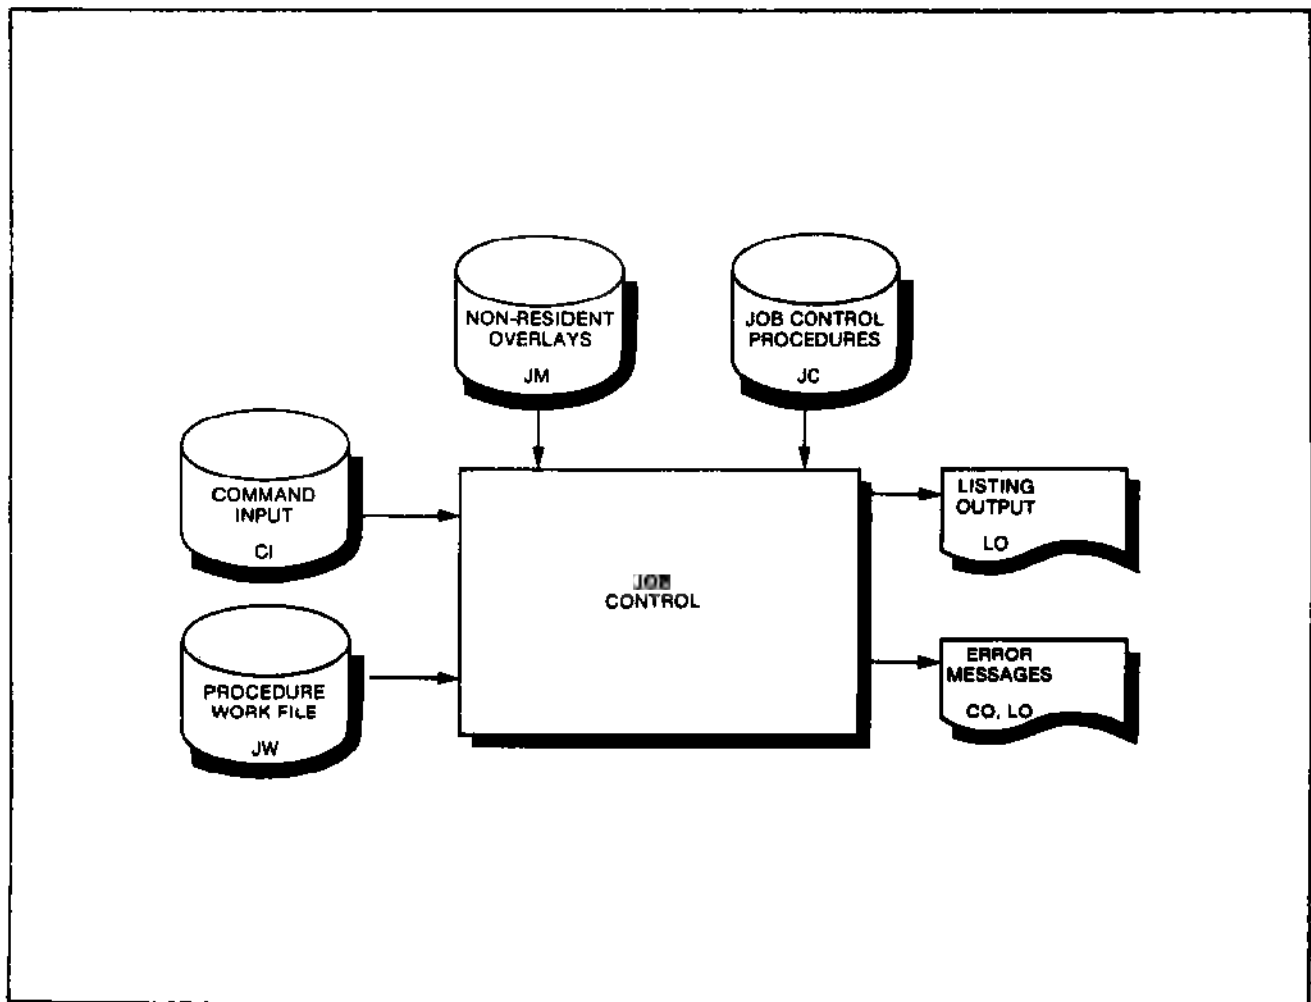 NON-RESIDENT
OVERLAYS
JM
JOB CONTROL
PROCEDURES
JC
COMMAND
INPUT
CI
LISTING
OUTPUT
LO
JOB
CONTROL
PROCEDURE
WORK FILE
JW
ERROR
MESSAGES
CO, LO